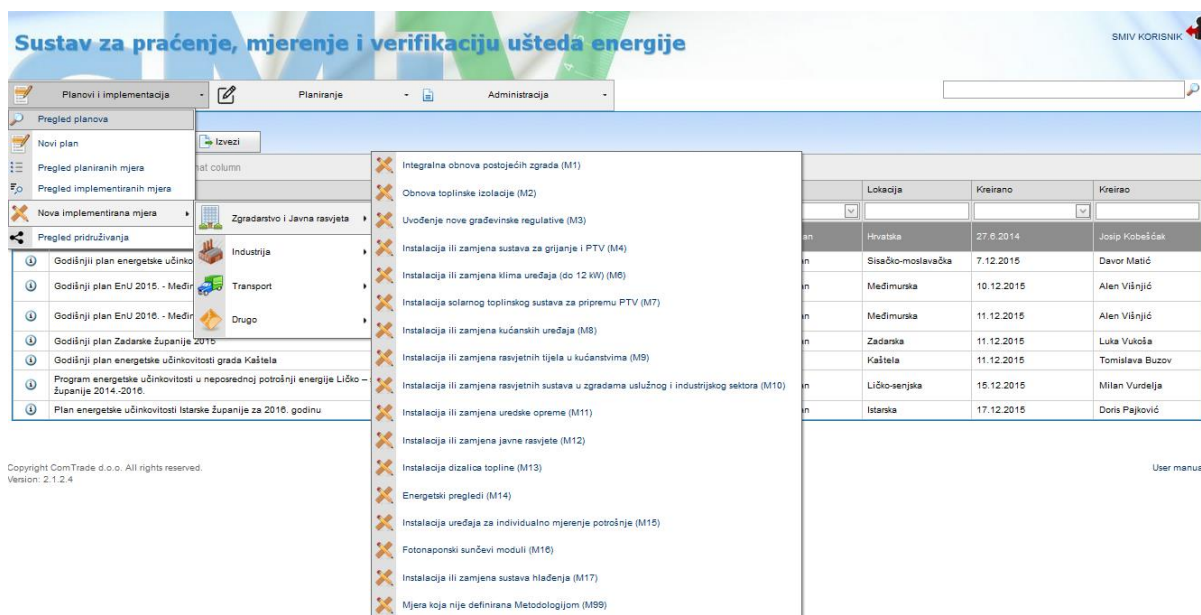 Sustav za praćenje, mjerenje i verifikaciju ušteda energije
SMIV KORISNIK
Planovi i implementacija
Planiranje
Administracija
Pregled planova
Novi plan
Pregled planiranih mjera
Pregled implementiranih mjera
Nova implementirana mjera
Pregled pridruživanja
Izvezi
hat column
Zgradarstvo i Javna rasvjeta
Industrija
Transport
Drugo
Integralna obnova postojećih zgrada (M1)
Obnova toplinske izolacije (M2)
Uvođenje nove građevinske regulative (M3)
Instalacija ili zamjena sustava za grijanje i PTV (M4)
Instalacija ili zamjena klima uređaja (do 12 kW) (M6)
Instalacija solarnog toplinskog sustava za pripremu PTV (M7)
Instalacija ili zamjena kućanskih uređaja (M8)
Instalacija ili zamjena rasvjetnih tijela u kućanstvima (M9)
Instalacija ili zamjena rasvjetnih sustava u zgradama uslužnog i industrijskog sektora (M10)
Instalacija ili zamjena uredske opreme (M11)
Instalacija ili zamjena javne rasvjete (M12)
Instalacija dizalica topline (M13)
Energetski pregledi (M14)
Instalacija uređaja za individualno mjerenje potrošnje (M15)
Fotonaponski sunčevi moduli (M16)
Instalacija ili zamjena sustava hlađenja (M17)
Mjera koja nije definirana Metodologijom (M99)
Lokacija Kreirano Kreirao
an Hrvatska 27.6.2014 Josip Kobešćak
Godišnjii plan energetske učinko an Sisačko-moslavačka 7.12.2015 Davor Matić
Godišnji plan EnU 2015. - Međir an Međimurska 10.12.2015 Alen Višnjić
Godišnji plan EnU 2016. - Međir an Međimurska 11.12.2015 Alen Višnjić
Godišnji plan Zadarske županije 2015 an Zadarska 11.12.2015 Luka Vukoša
Godišnji plan energetske učinkovitosti grada Kaštela Kaštela 11.12.2015 Tomislava Buzov
Program energetske učinkovitosti u neposrednoj potrošnji energije Ličko –
županije 2014.-2016. an Ličko-senjska 15.12.2015 Milan Vurdelja
Plan energetske učinkovitosti Istarske županije za 2016. godinu an Istarska 17.12.2015 Doris Pajković
Copyright ComTrade d.o.o. All rights reserved.
Version: 2.1.2.4
User manua